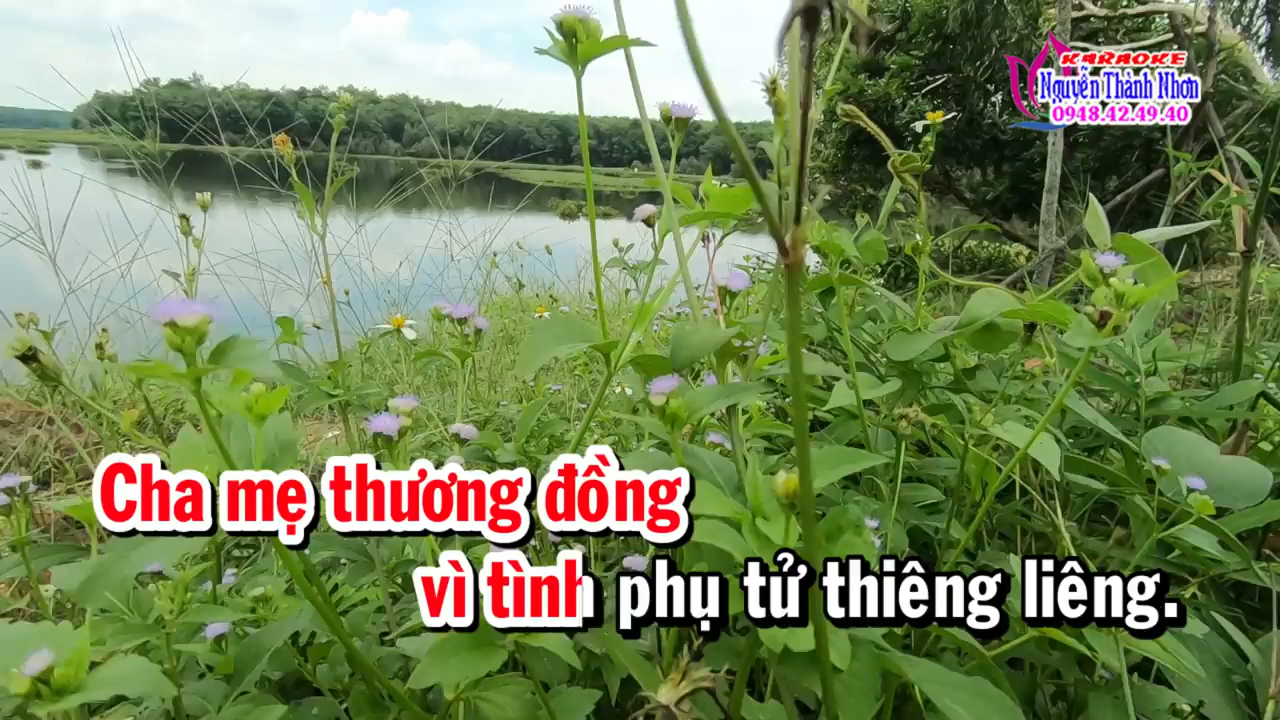 KARAOKE
Nguyễn Thành Nhơn
0948.42.49.40
Cha mẹ thương đồng
vì tình phụ tử thiêng liêng.